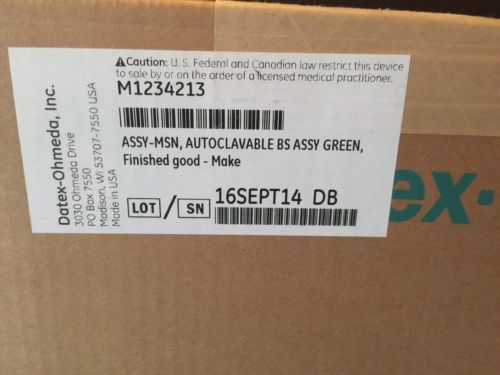 ⚠Caution: U. S. Federal and Canadian law restrict this device
to sale by or on the order of a licensed medical practitioner.
M1234213
ASSY-MSN, AUTOCLAVABLE BS ASSY GREEN,
Finished good - Make
LOT / SN 16SEPT14 DB
Datex-Ohmeda, Inc.
3030 Ohmeda Drive
PO Box 7550
Madison, WI 53707-7550 USA
Made in USA
ex-